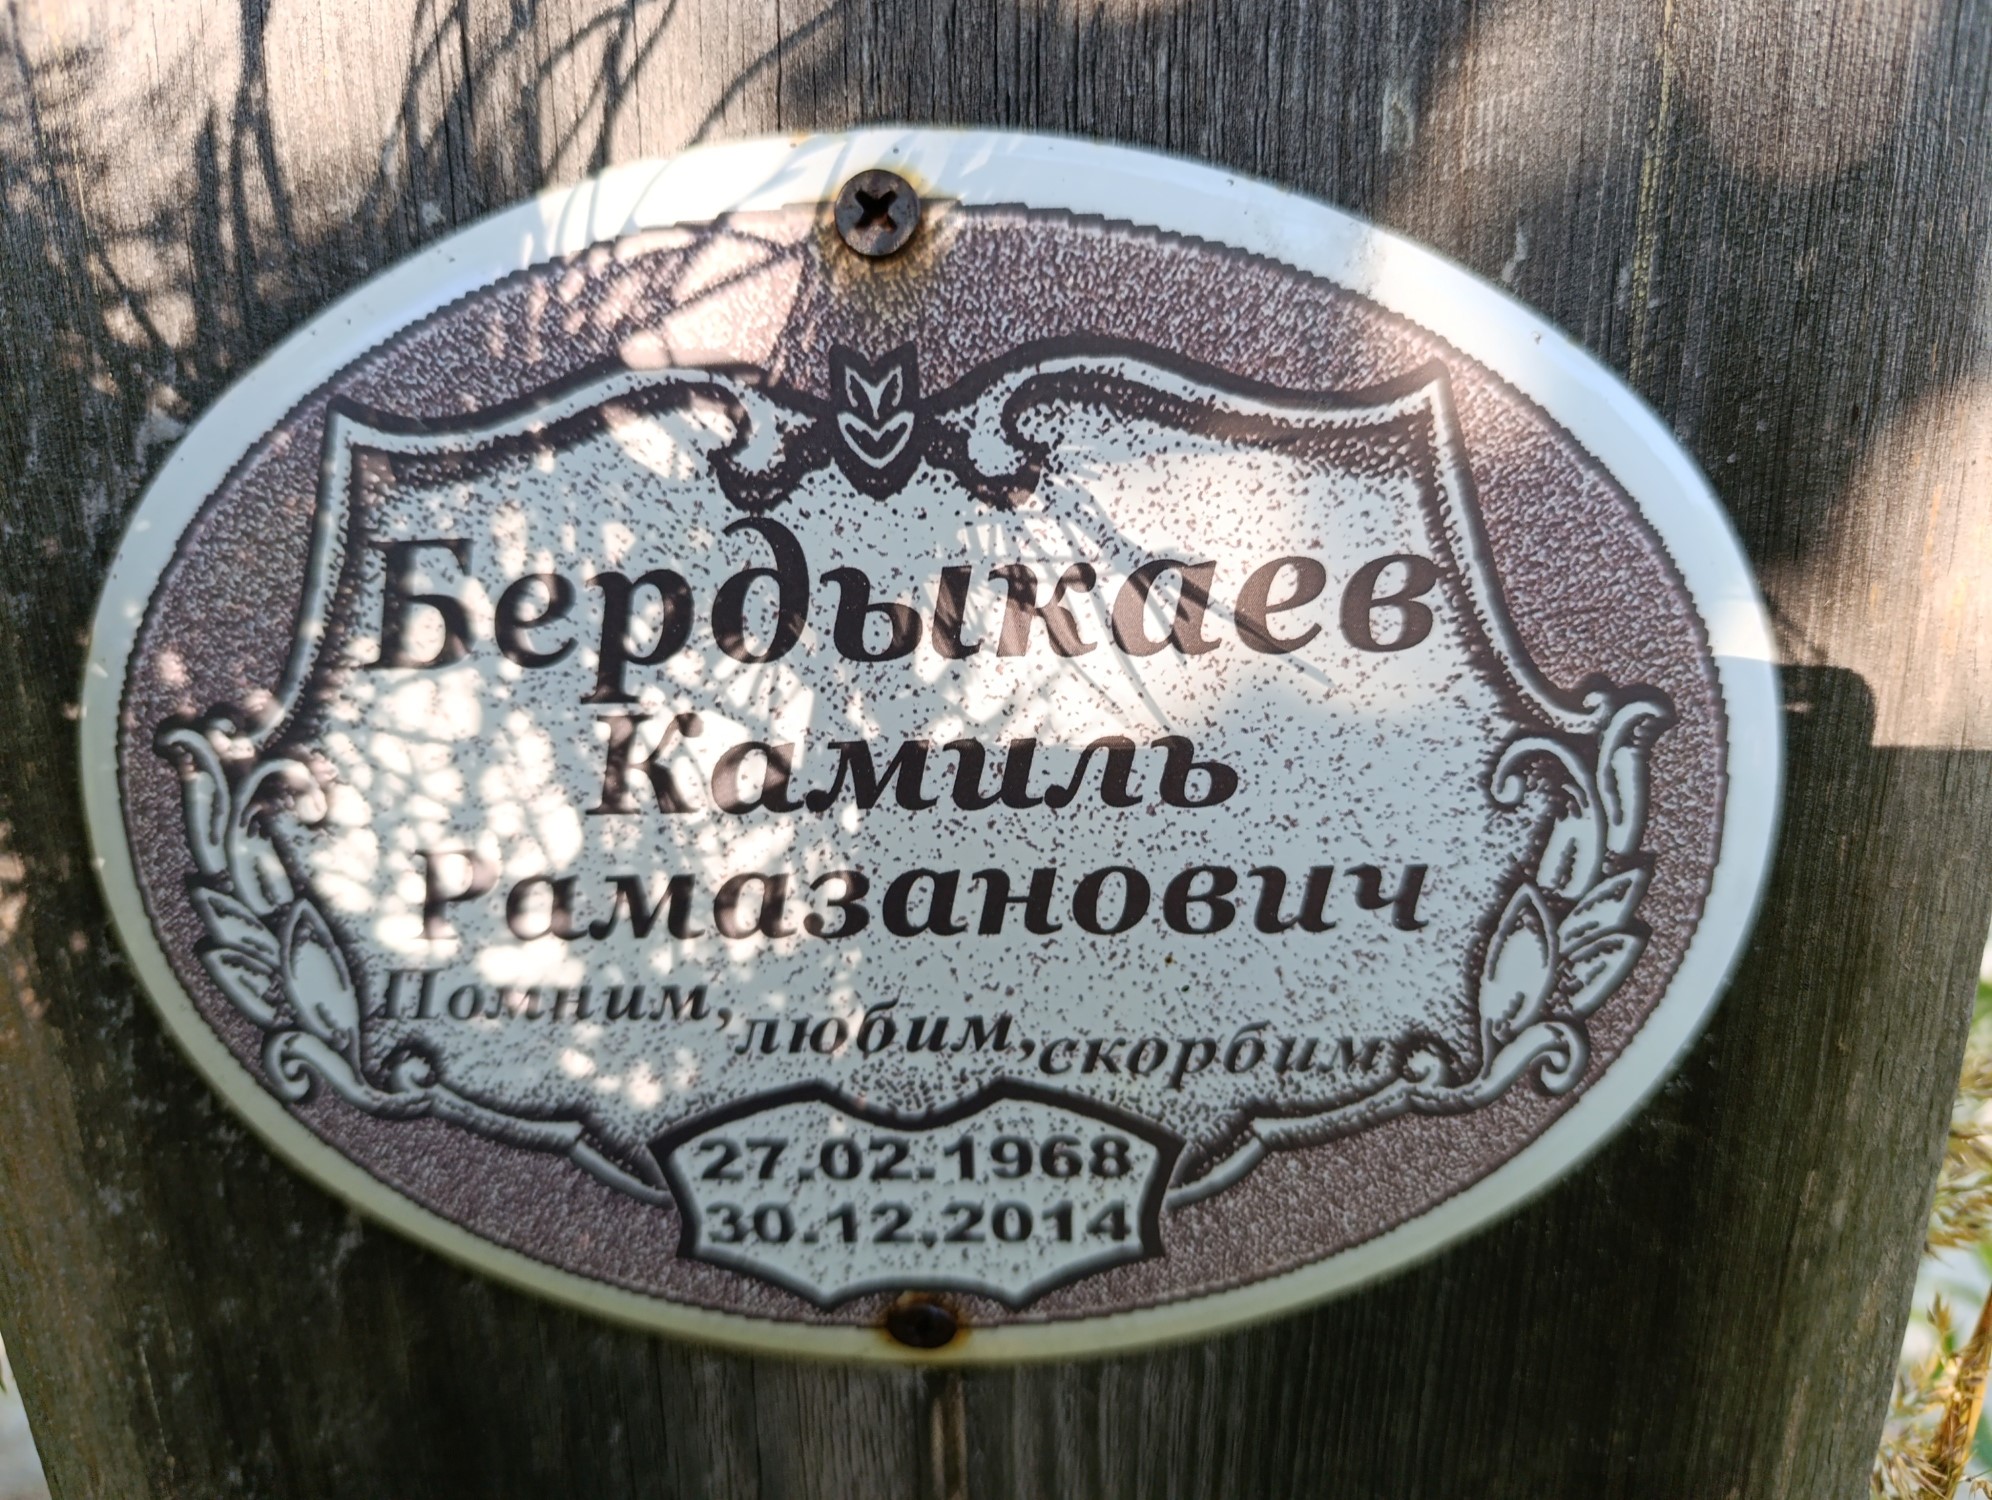 Бердыкаев
Камиль
Рамазанович
Помним, любим, скорбим
27.02.1968
30.12.2014